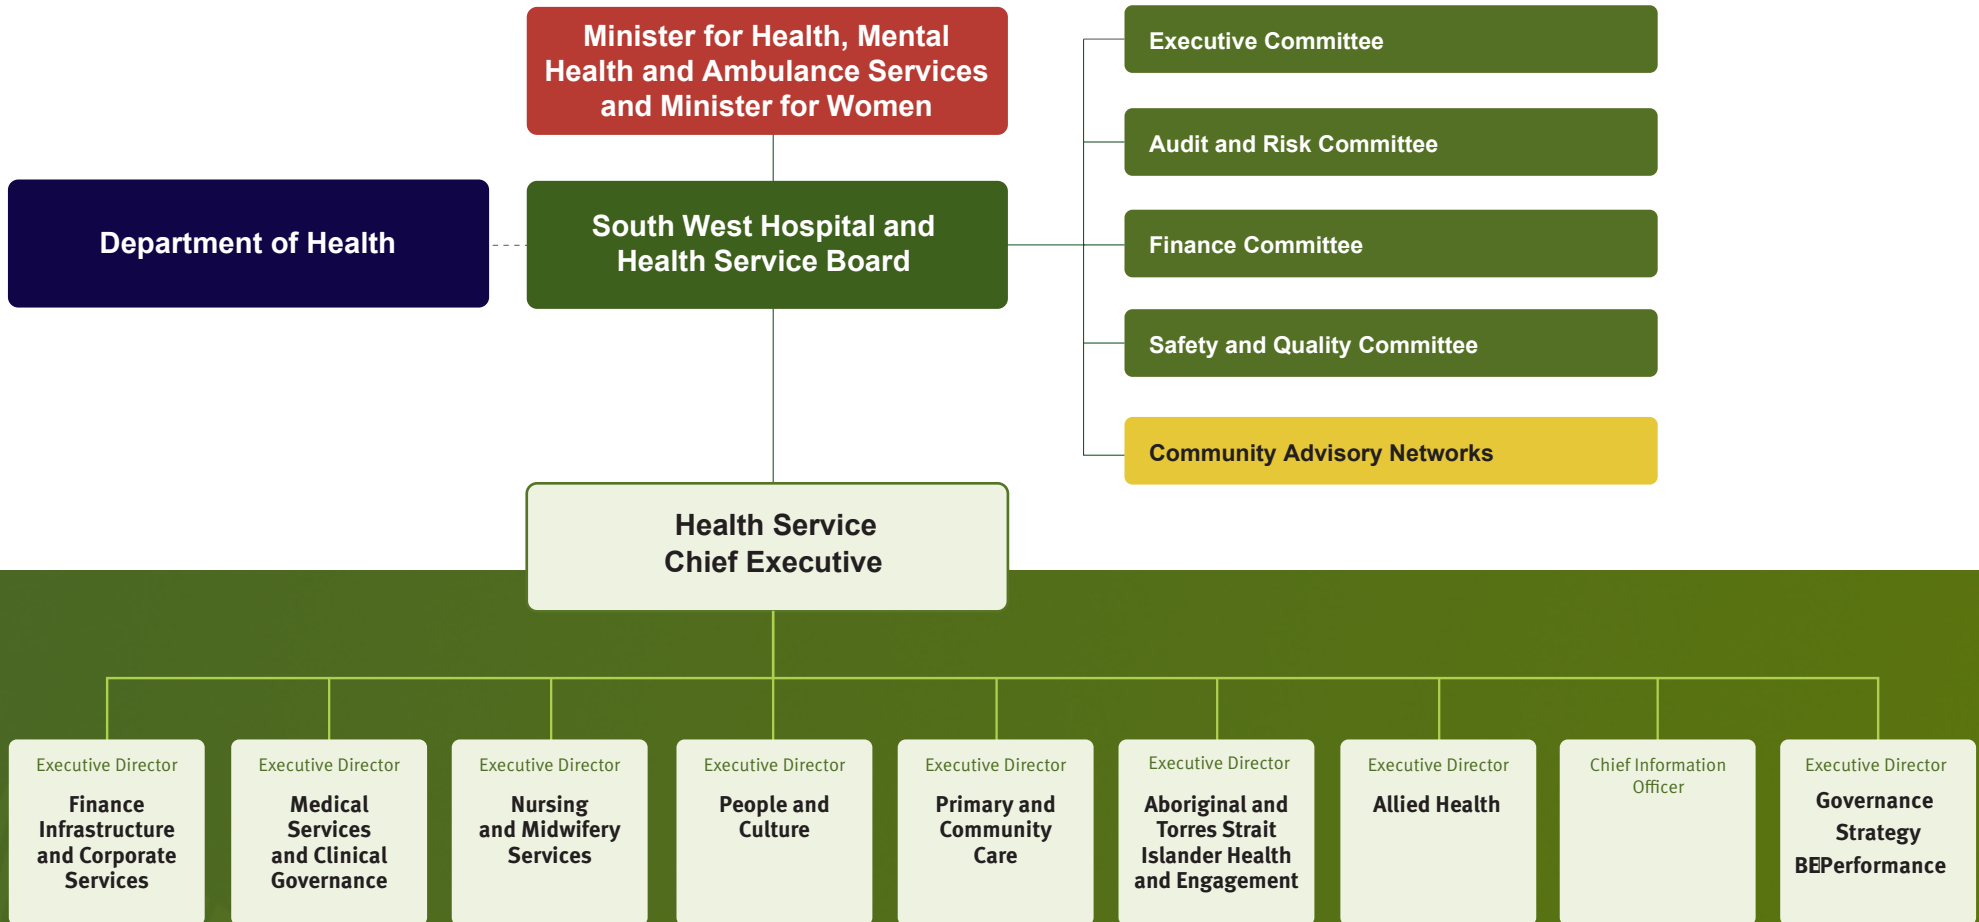 Minister for Health, Mental
Health and Ambulance Services
and Minister for Women
Executive Committee
Audit and Risk Committee
Department of Health
South West Hospital and
Health Service Board
Finance Committee
Safety and Quality Committee
Community Advisory Networks
Health Service
Chief Executive
Executive Director
Finance
Infrastructure
and Corporate
Services
Executive Director
Medical
Services
and Clinical
Governance
Executive Director
Nursing
and Midwifery
Services
Executive Director
People and
Culture
Executive Director
Primary and
Community
Care
Executive Director
Aboriginal and
Torres Strait
Islander Health
and Engagement
Executive Director
Allied Health
Chief Information
Officer
Executive Director
Governance
Strategy
Performance